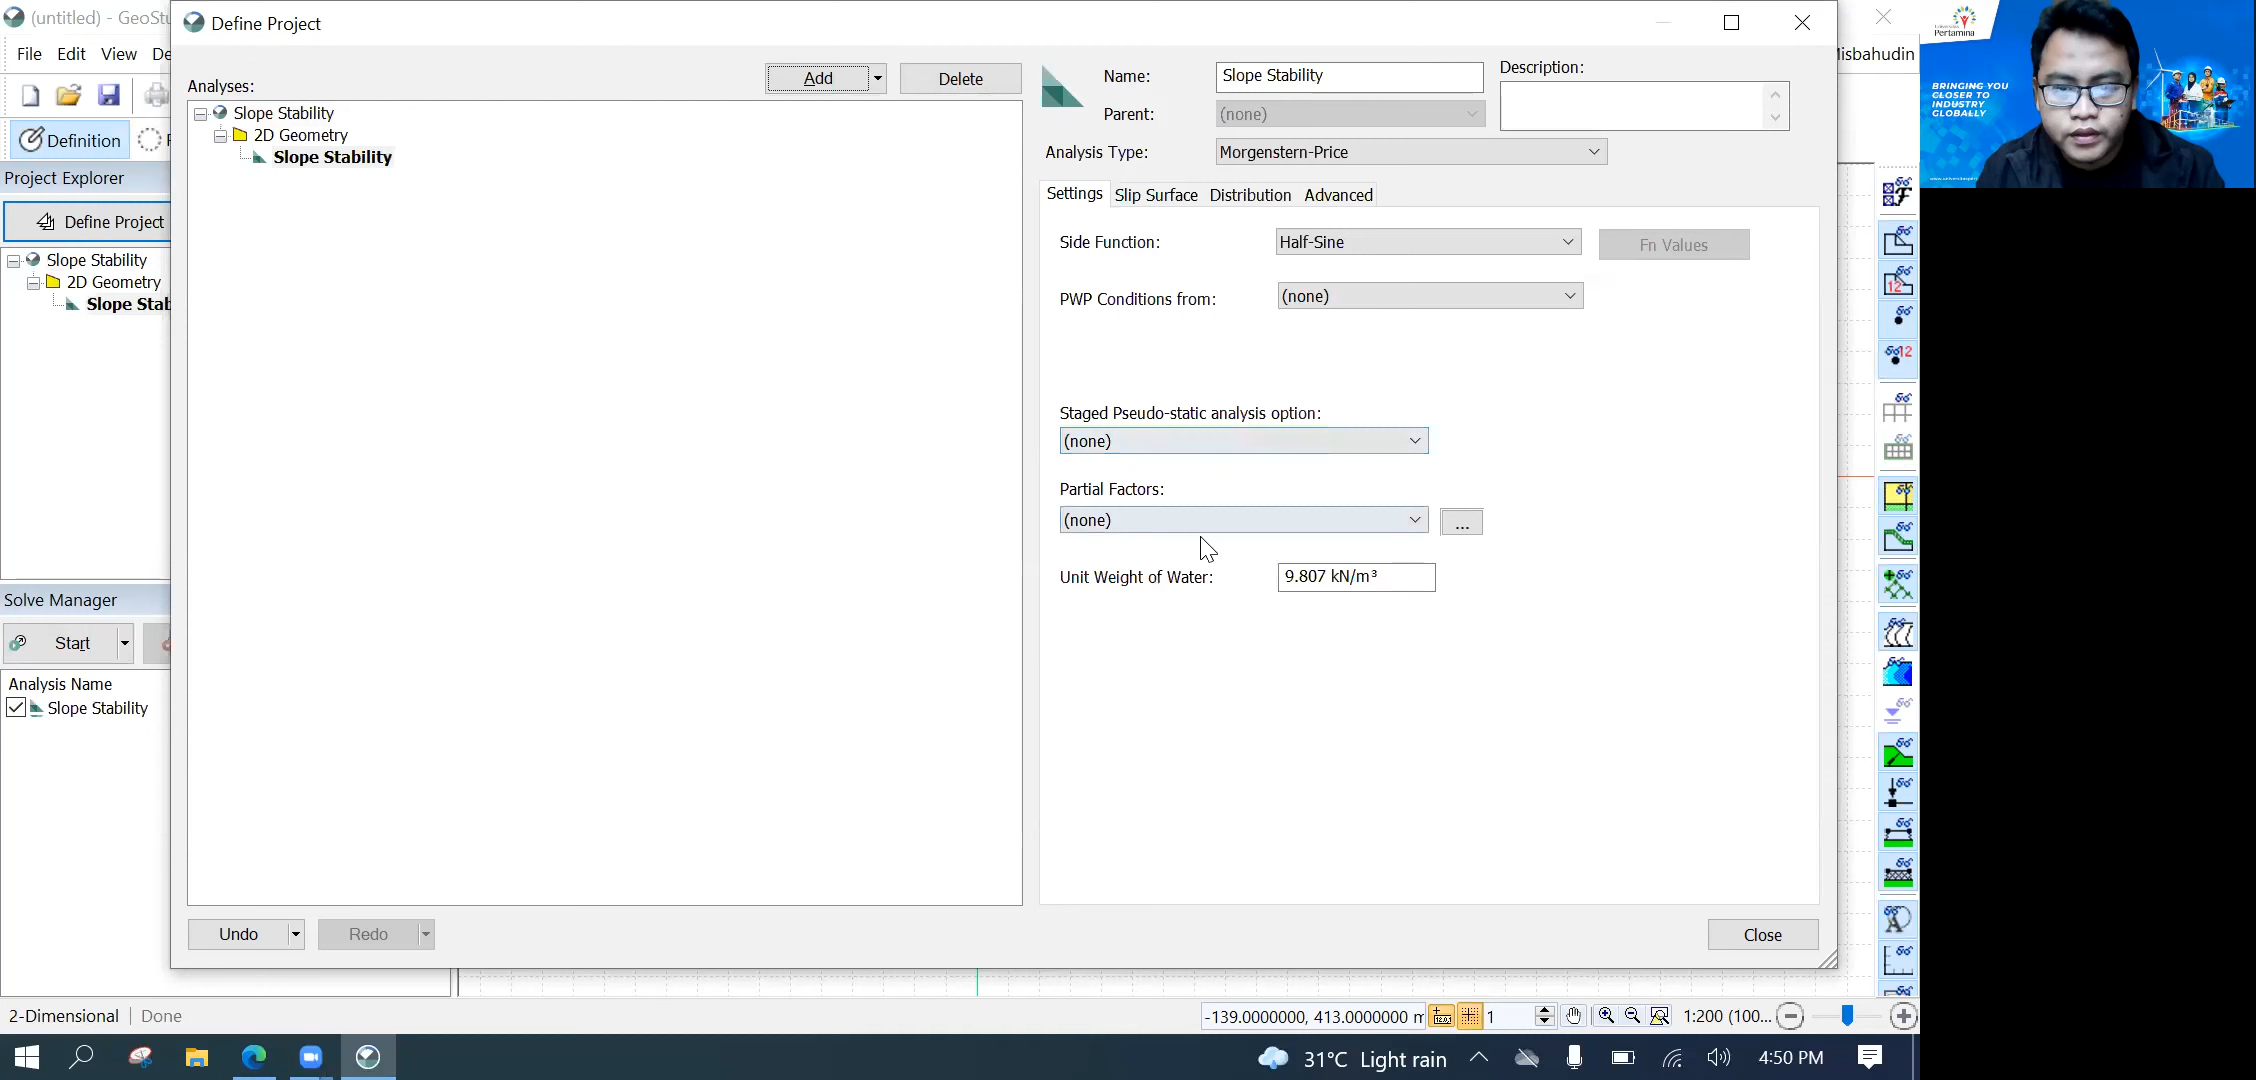 (untitled) - GeoStu
Define Project
File Edit View De
Misbahudin
Analyses:
Add
Delete
Slope Stability
2D Geometry
Slope Stability
Name:
Slope Stability
Description:
Parent:
(none)
Analysis Type:
Morgenstern-Price
Settings Slip Surface Distribution Advanced
Side Function:
Half-Sine
Fn Values
PWP Conditions from:
(none)
Staged Pseudo-static analysis option:
(none)
Partial Factors:
(none)
...
Unit Weight of Water:
9.807 kN/m³
Undo
Redo
Close
Definition
Project Explorer
Define Project
Slope Stability
2D Geometry
Slope Stab
Solve Manager
Start
Analysis Name
Slope Stability
2-Dimensional
Done
-139.0000000, 413.0000000 m
1
1:200 (100...
31°C Light rain
4:50 PM
12
12
Universitas
Pertamina
BRINGING YOU
CLOSER TO
INDUSTRY
GLOBALLY